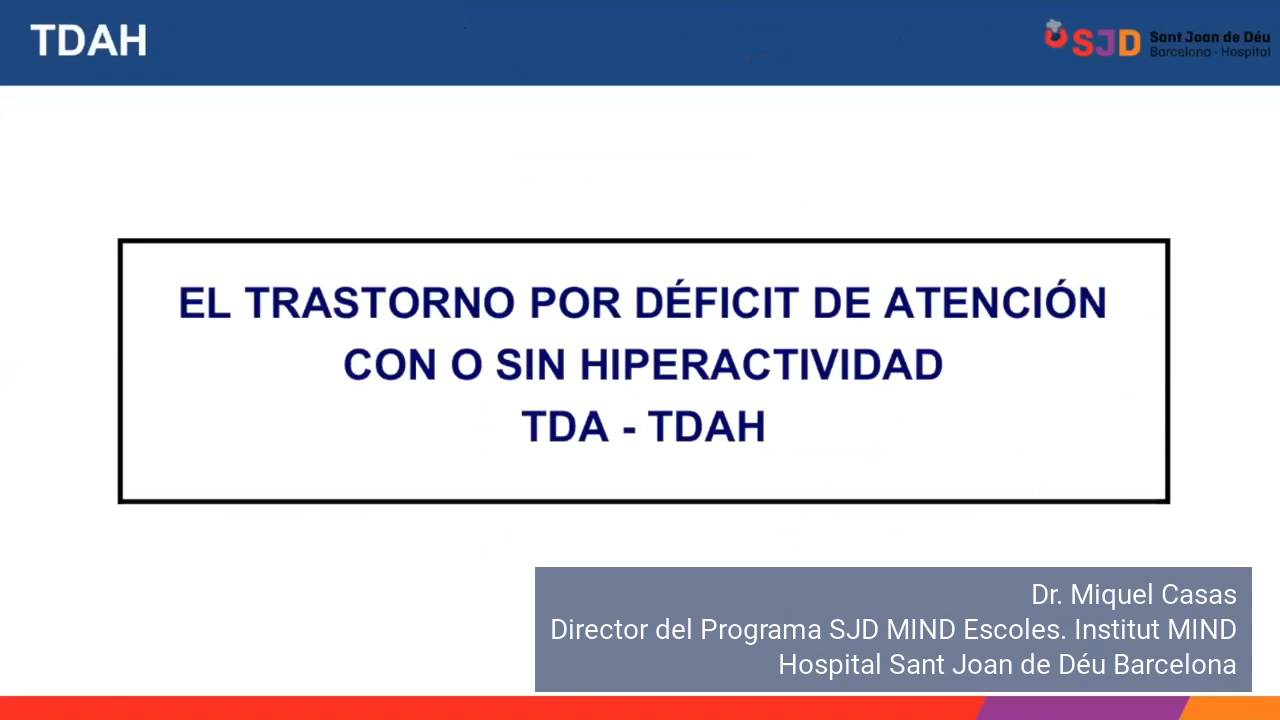 TDAH
SJD
Sant Joan de Déu
Barcelona · Hospital
EL TRASTORNO POR DÉFICIT DE ATENCIÓN
CON O SIN HIPERACTIVIDAD
TDA - TDAH
Dr. Miquel Casas
Director del Programa SJD MIND Escoles. Institut MIND
Hospital Sant Joan de Déu Barcelona